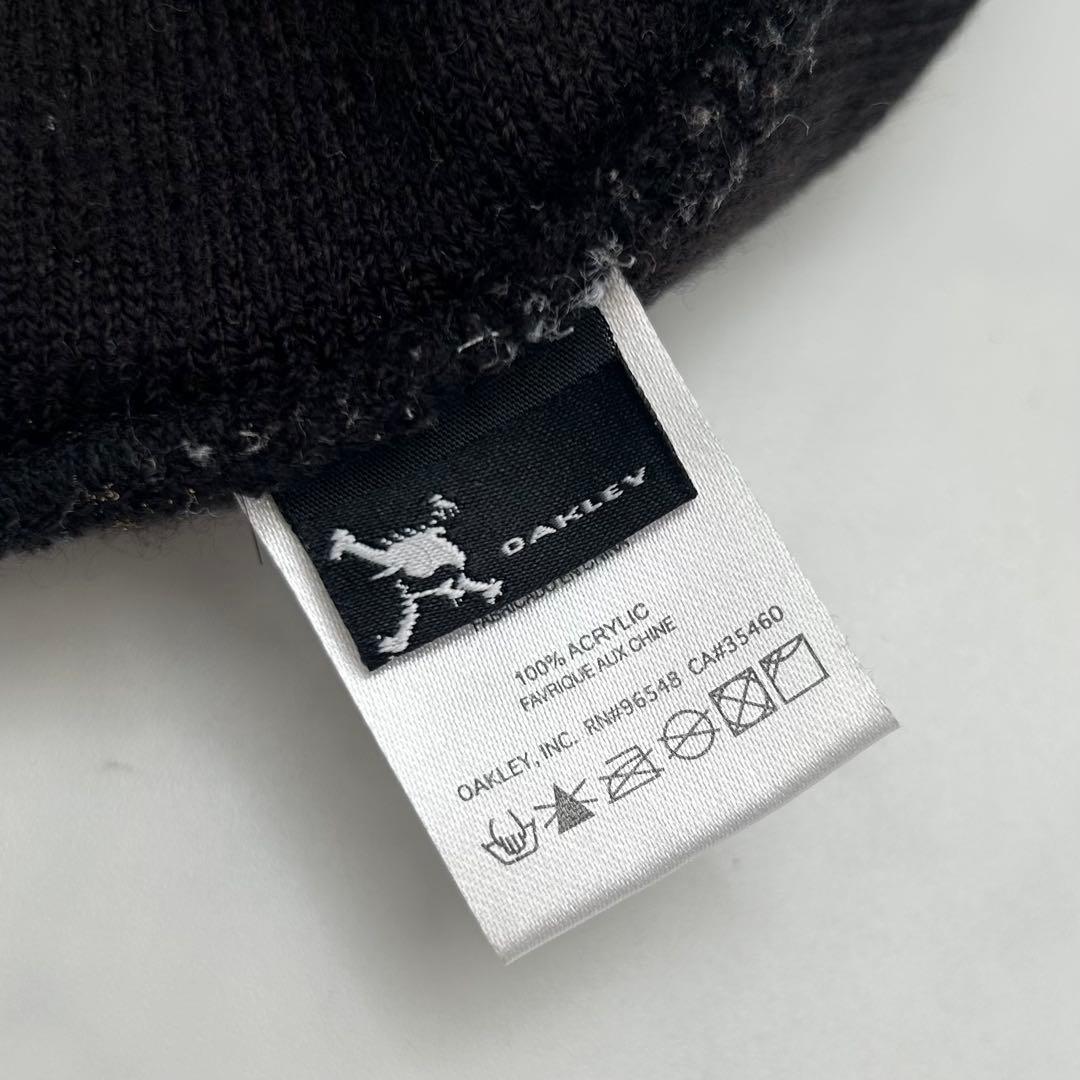 OAKLEY
100% ACRYLIC
FAVRIQUE AUX CHINE
OAKLEY, INC. RN#96548 CA#35460